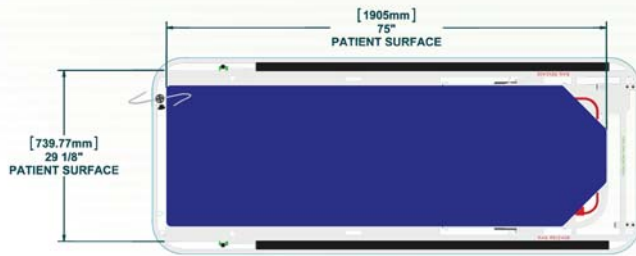 [1905mm]
75"
PATIENT SURFACE
[739.77mm]
29 1/8"
PATIENT SURFACE